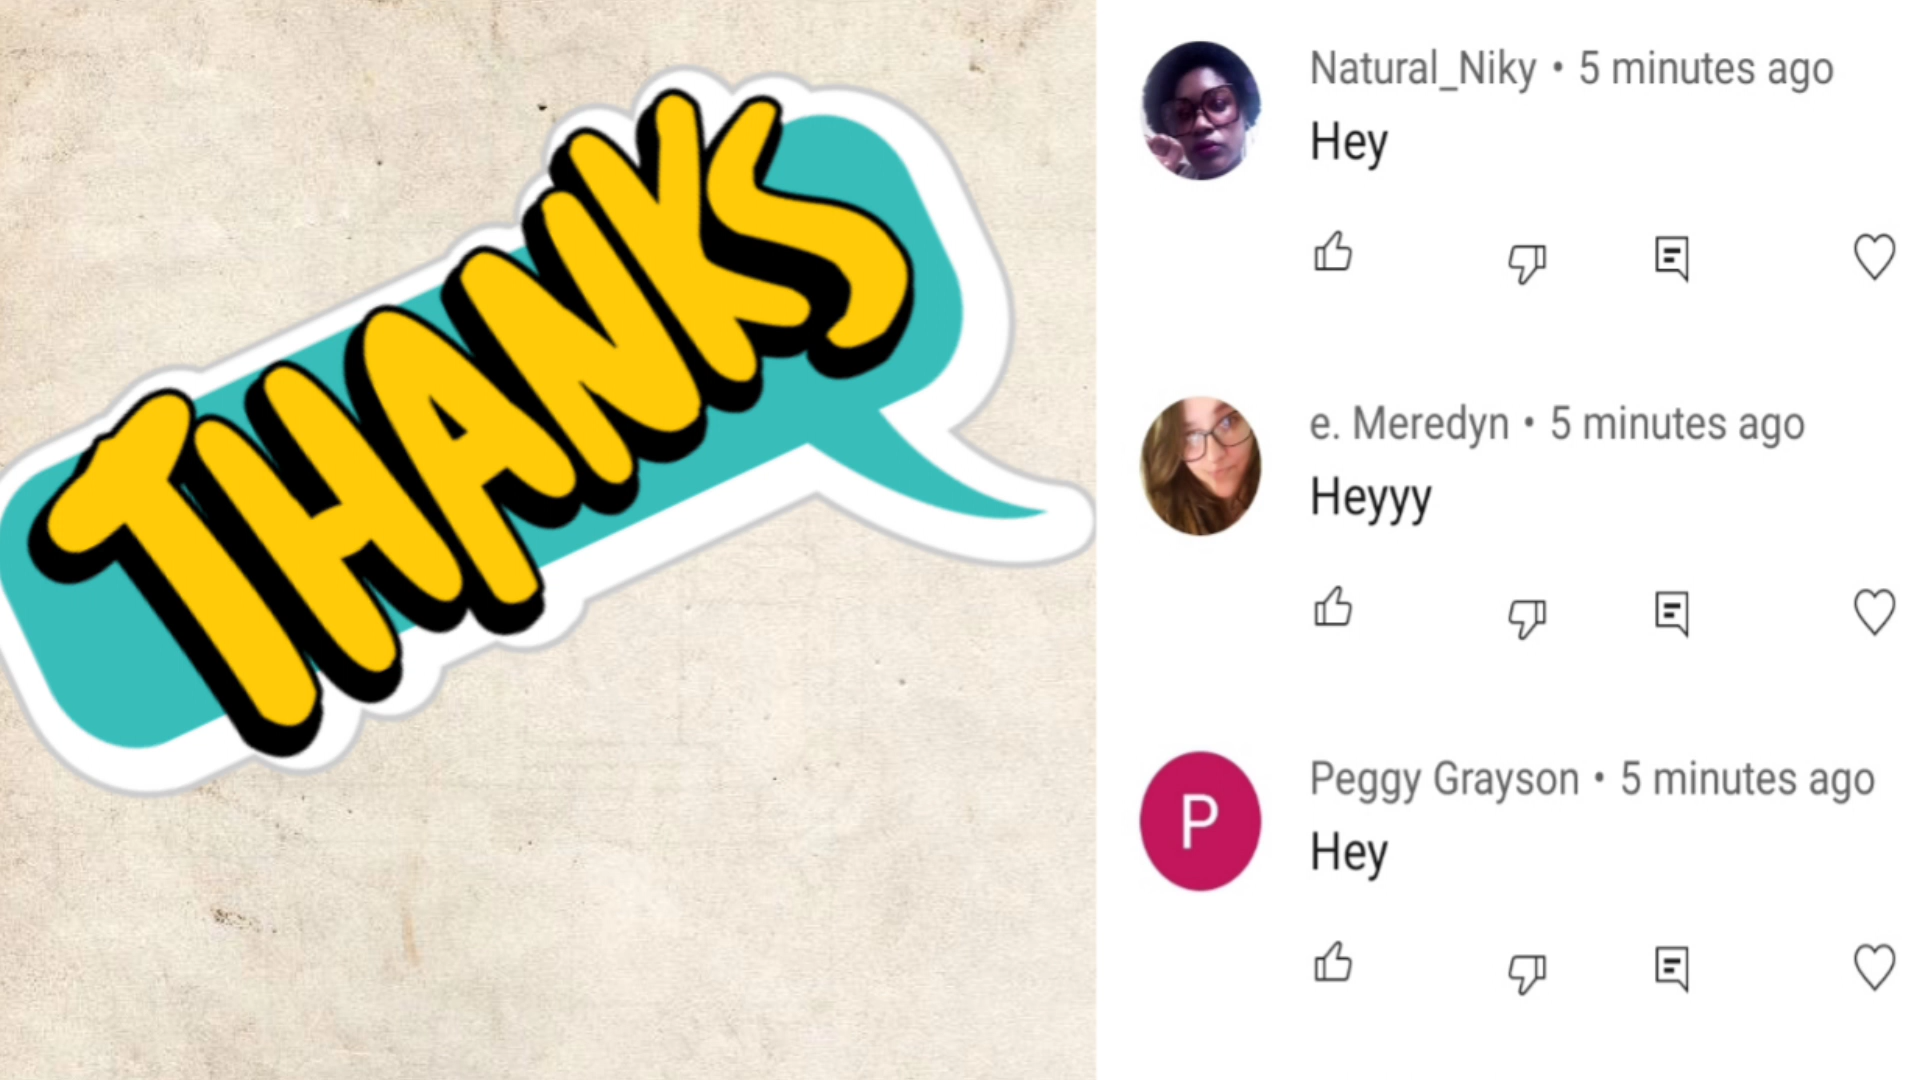 THANKS
Natural_Niky • 5 minutes ago
Hey
e. Meredyn • 5 minutes ago
Heyyy
P
Peggy Grayson • 5 minutes ago
Hey